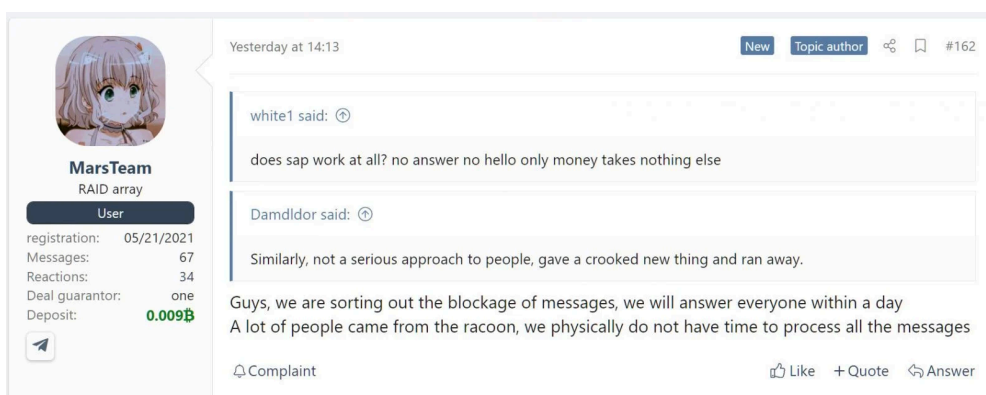 Yesterday at 14:13
New
Topic author
#162
white1 said:
does sap work at all? no answer no hello only money takes nothing else
MarsTeam
RAID array
User
registration: 05/21/2021
Messages: 67
Reactions: 34
Deal guarantor: one
Deposit: 0.009₿
Damdldor said:
Similarly, not a serious approach to people, gave a crooked new thing and ran away.
Guys, we are sorting out the blockage of messages, we will answer everyone within a day
A lot of people came from the racoon, we physically do not have time to process all the messages
Complaint
Like
+ Quote
Answer